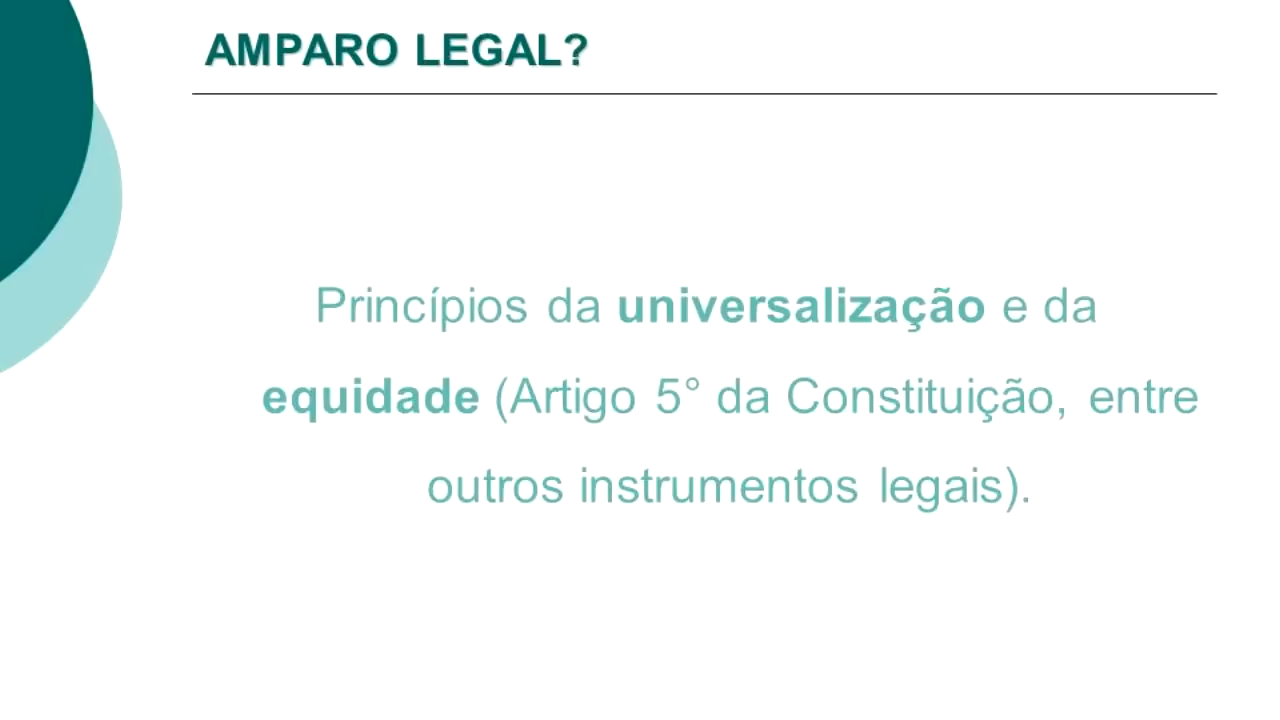 AMPARO LEGAL?
Princípios da universalização e da
equidade (Artigo 5° da Constituição, entre
outros instrumentos legais).